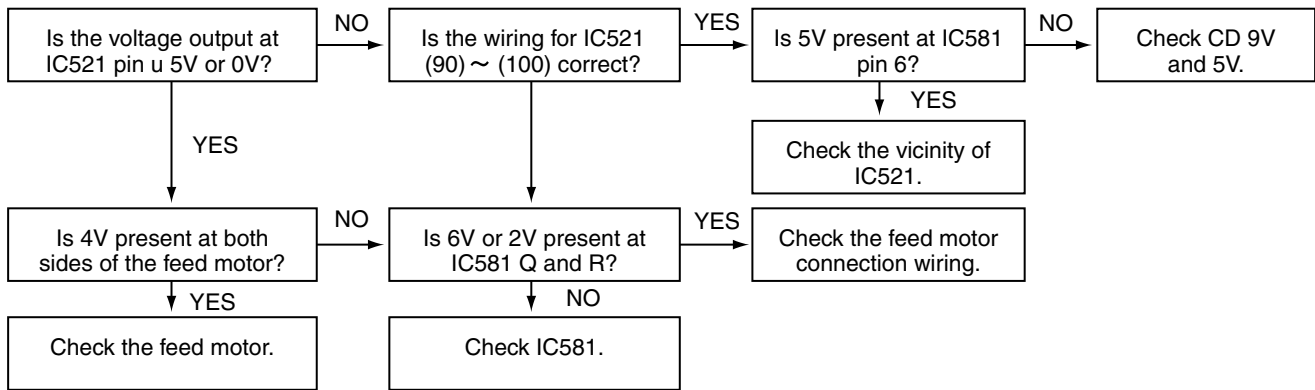 Is the voltage output at
IC521 pin u 5V or 0V?
NO
Is the wiring for IC521
(90) ~ (100) correct?
YES
Is 5V present at IC581
pin 6?
NO
Check CD 9V
and 5V.
YES
YES
Check the vicinity of
IC521.
Is 4V present at both
sides of the feed motor?
NO
Is 6V or 2V present at
IC581 Q and R?
YES
Check the feed motor
connection wiring.
YES
NO
Check the feed motor.
Check IC581.